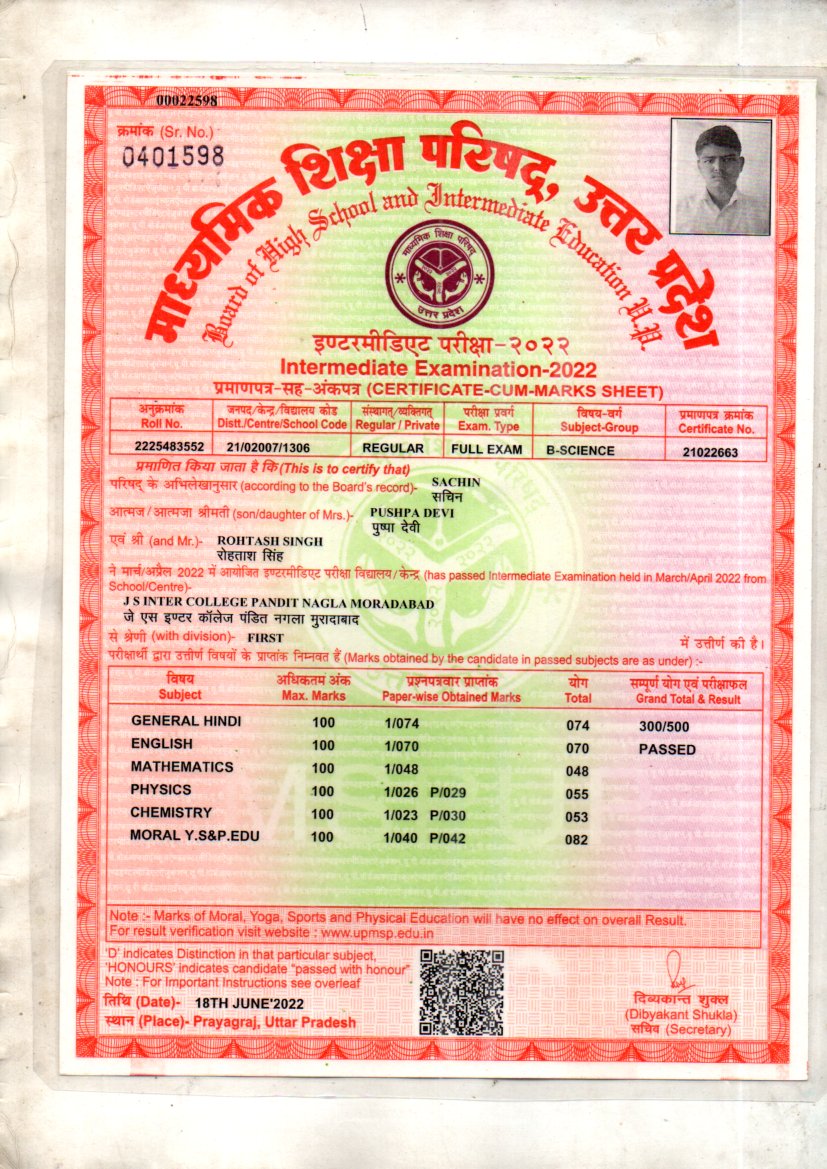 00022598
क्रमांक (Sr. No.)
0401598
माध्यमिक शिक्षा परिषद्, उत्तर प्रदेश
Board of High School and Intermediate Education U.P.
माध्यमिक शिक्षा परिषद
उत्तर प्रदेश
इण्टरमीडिएट परीक्षा-२०२२
Intermediate Examination-2022
प्रमाणपत्र-सह-अंकपत्र (CERTIFICATE-CUM-MARKS SHEET)
अनुक्रमांक जनपद/केन्द्र/विद्यालय कोड संस्थागत/व्यक्तिगत परीक्षा प्रवर्ग विषय-वर्ग प्रमाणपत्र क्रमांक
Roll No. Distt./Centre/School Code Regular / Private Exam. Type Subject-Group Certificate No.
2225483552 21/02007/1306 REGULAR FULL EXAM B-SCIENCE 21022663
प्रमाणित किया जाता है कि (This is to certify that)
परिषद् के अभिलेखानुसार (according to the Board's record)- SACHIN
सचिन
आत्मज/आत्मजा श्रीमती (son/daughter of Mrs.)- PUSHPA DEVI
पुष्पा देवी
एवं श्री (and Mr.)- ROHTASH SINGH
रोहताश सिंह
ने मार्च/अप्रैल 2022 में आयोजित इण्टरमीडिएट परीक्षा विद्यालय/केन्द्र (has passed Intermediate Examination held in March/April 2022 from
School/Centre)-
J S INTER COLLEGE PANDIT NAGLA MORADABAD
जे एस इण्टर कॉलेज पंडित नगला मुरादाबाद
से श्रेणी (with division)- FIRST में उत्तीर्ण की है।
परीक्षार्थी द्वारा उत्तीर्ण विषयों के प्राप्तांक निम्नवत हैं (Marks obtained by the candidate in passed subjects are as under) :-
विषय अधिकतम अंक प्रश्नपत्रवार प्राप्तांक योग सम्पूर्ण योग एवं परीक्षाफल
Subject Max. Marks Paper-wise Obtained Marks Total Grand Total & Result
GENERAL HINDI 100 1/074 074 300/500
ENGLISH 100 1/070 070 PASSED
MATHEMATICS 100 1/048 048
PHYSICS 100 1/026 P/029 055
CHEMISTRY 100 1/023 P/030 053
MORAL Y.S&P.EDU 100 1/040 P/042 082
Note :- Marks of Moral, Yoga, Sports and Physical Education will have no effect on overall Result.
For result verification visit website : www.upmsp.edu.in
'D' indicates Distinction in that particular subject,
'HONOURS' indicates candidate "passed with honour"
Note : For Important Instructions see overleaf
तिथि (Date)- 18TH JUNE'2022
स्थान (Place)- Prayagraj, Uttar Pradesh
दिब्यकान्त शुक्ल
(Dibyakant Shukla)
सचिव (Secretary)